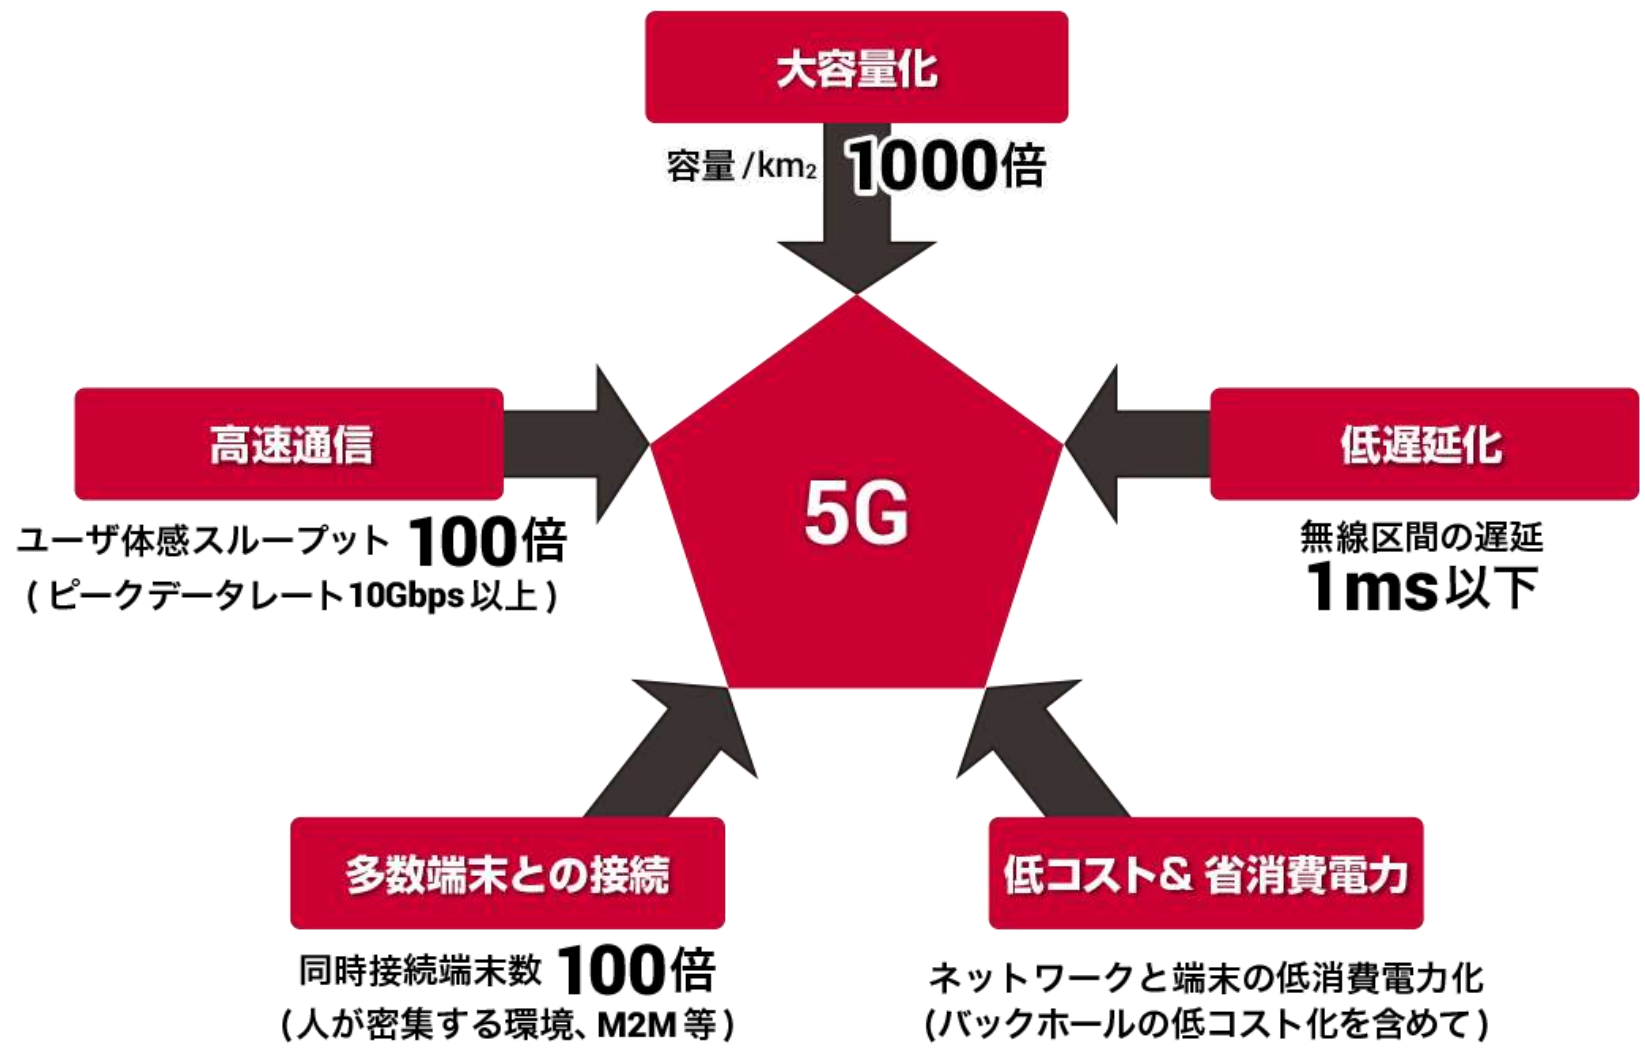 大容量化
容量/km2 1000倍
高速通信
ユーザ体感スループット 100倍
(ピークデータレート10Gbps以上)
5G
低遅延化
無線区間の遅延
1ms以下
多数端末との接続
同時接続端末数 100倍
(人が密集する環境、M2M等)
低コスト& 省消費電力
ネットワークと端末の低消費電力化
(バックホールの低コスト化を含めて)